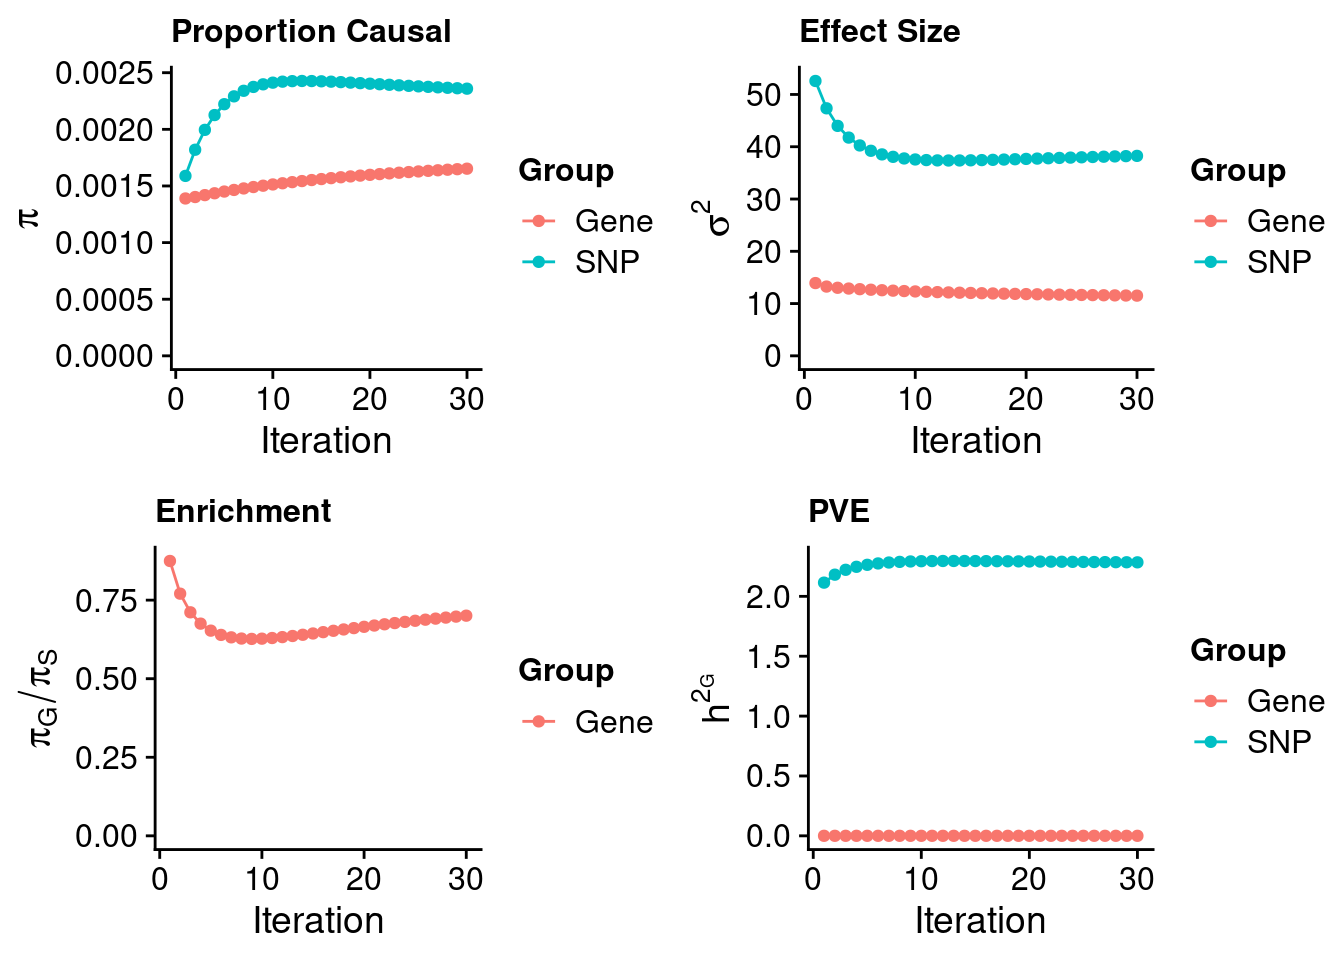 Proportion Causal
0.0025
0.0020
0.0015
0.0010
0.0005
0.0000
π
0 10 20 30
Iteration
Group
Gene
SNP
Effect Size
50
40
30
20
10
0
σ²
0 10 20 30
Iteration
Group
Gene
SNP
Enrichment
0.75
0.50
0.25
0.00
πG/πS
0 10 20 30
Iteration
Group
Gene
PVE
2.0
1.5
1.0
0.5
0.0
h²G
0 10 20 30
Iteration
Group
Gene
SNP